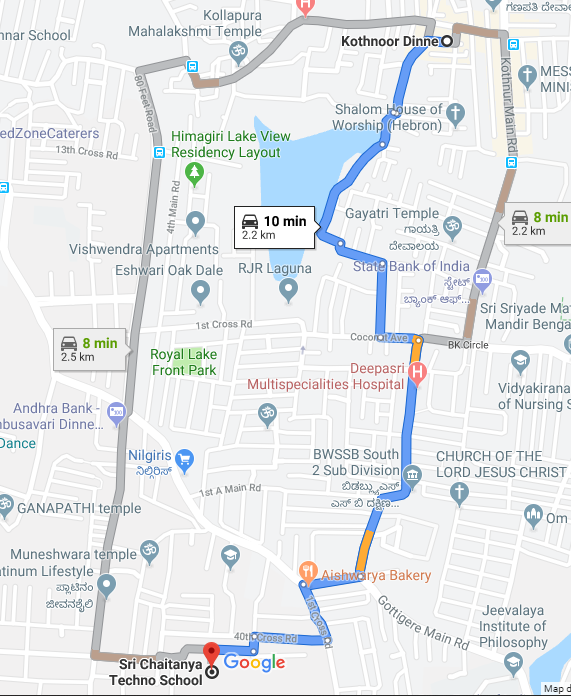 Kollapura
Mahalakshmi Temple
nnar School
Kothnoor Dinne
ಗಣಪತಿ ದೇವಾ
MESS
MINIS
Kothnur Main Rd
80 Feet Road
Shalom House of
Worship (Hebron)
edZoneCaterers
13th Cross Rd
Himagiri Lake View
Residency Layout
4th Main Rd
10 min
2.2 km
Gayatri Temple
ಗಾಯತ್ರಿ
ದೇವಾಲಯ
8 min
2.2 km
Vishwendra Apartments
Eshwari Oak Dale
RJR Laguna
State Bank of India
ಸ್ಟೇಟ್
ಬ್ಯಾಂಕ್ ಆಫ್...
Sri Sriyade Mat
Mandir Benga
1st Cross Rd
Coconut Ave
BK Circle
8 min
2.5 km
Royal Lake
Front Park
Deepasri
Multispecialities Hospital
Vidyakirana
of Nursing S
Andhra Bank -
mbusavari Dinne...
Dance
Nilgiris
ನಿಲ್ಗಿರಿಸ್
BWSSB South
2 Sub Division
ಬಿಡಬ್ಲ್ಯುಎಸ್
ಎಸ್ ಬಿ ದಕ್ಷಿಣ...
CHURCH OF THE
LORD JESUS CHRIST
1st A Main Rd
GANAPATHI temple
Om
Muneshwara temple
atinum Lifestyle
ಪ್ಲಾಟಿನಂ
ಜೀವನಶೈಲಿ
Aishwarya Bakery
1st Cross Rd
Gottigere Main Rd
Jeevalaya
Institute of
Philosophy
40th Cross Rd
Sri Chaitanya
Techno School
Google
Map d